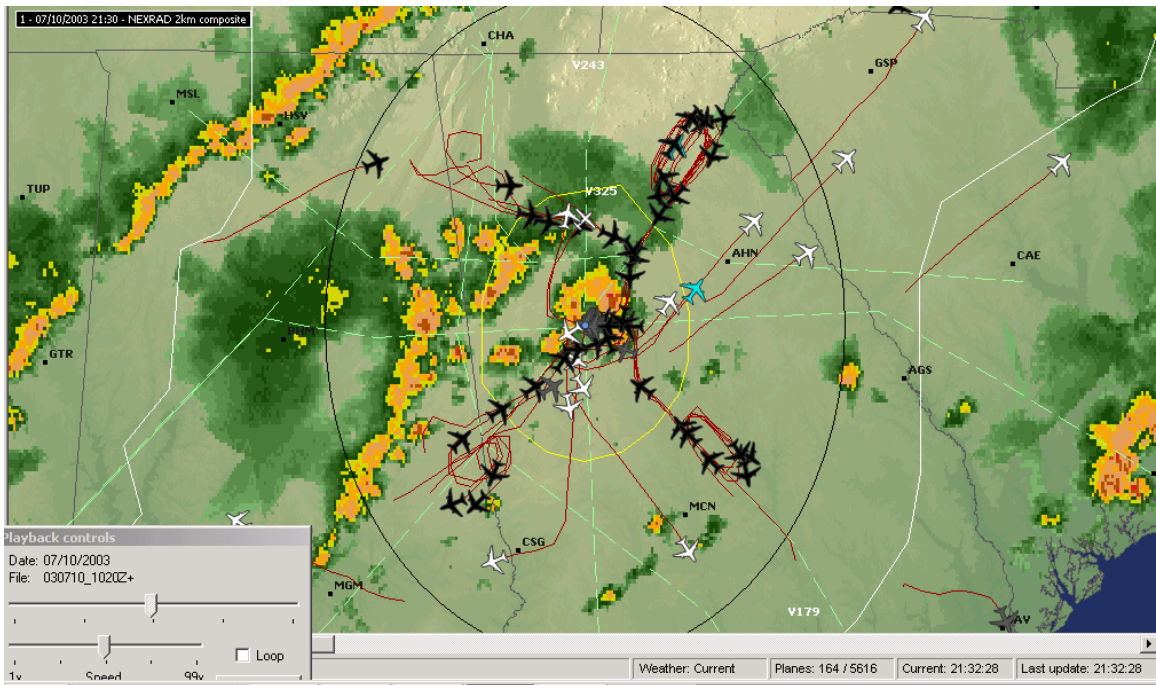 1 - 07/10/2003 21:30 - NEXRAD 2km composite
CHA
GSP
V243
MSL
HSV
TUP
V325
AHN
CAE
BHM
GTR
AGS
MCN
CSG
MGM
V179
AV
Playback controls
Date: 07/10/2003
File: 030710_1020Z+
Loop
1x Speed 99x
Weather: Current
Planes: 164 / 5616
Current: 21:32:28
Last update: 21:32:28